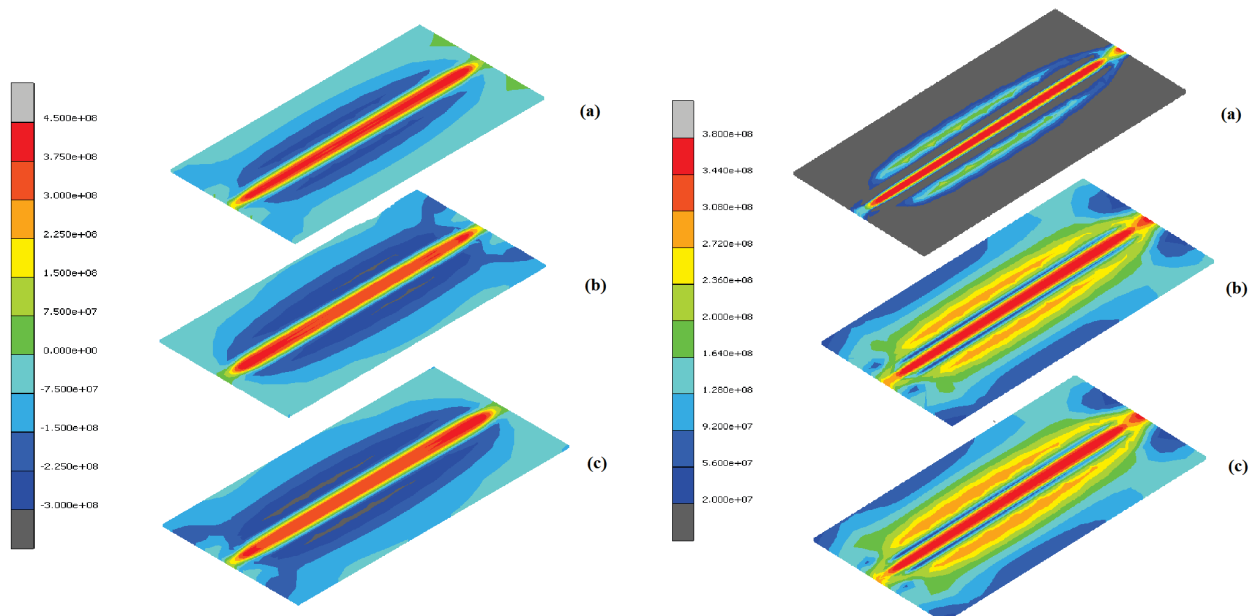 4.500e+08
3.750e+08
3.000e+08
2.250e+08
1.500e+08
7.500e+07
0.000e+00
-7.500e+07
-1.500e+08
-2.250e+08
-3.000e+08
(a)
(b)
(c)
3.800e+08
3.440e+08
3.080e+08
2.720e+08
2.360e+08
2.000e+08
1.640e+08
1.280e+08
9.200e+07
5.600e+07
2.000e+07
(a)
(b)
(c)